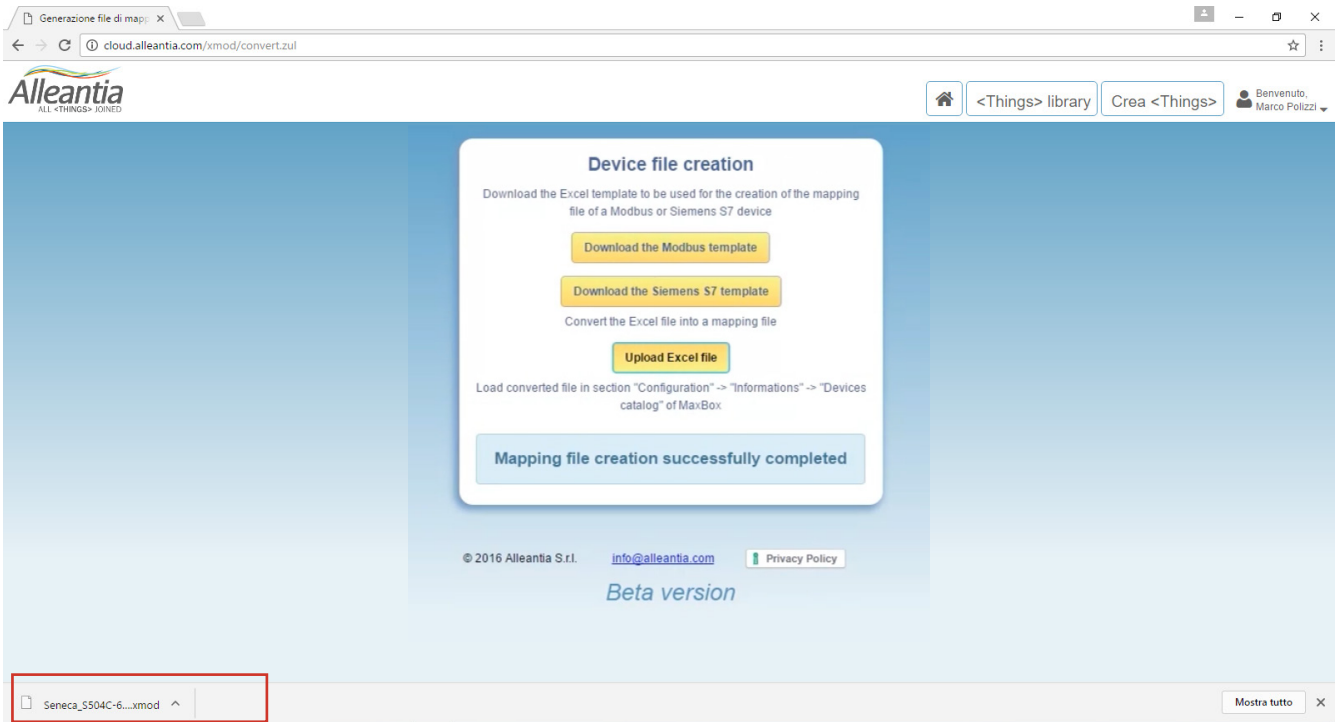 Generazione file di map
cloud.alleantia.com/xmod/convert.zul
Alleantia
ALL <THINGS> JOINED
<Things> library
Crea <Things>
Benvenuto,
Marco Polizzi
Device file creation
Download the Excel template to be used for the creation of the mapping
file of a Modbus or Siemens S7 device
Download the Modbus template
Download the Siemens S7 template
Convert the Excel file into a mapping file
Upload Excel file
Load converted file in section "Configuration" -> "Informations" -> "Devices
catalog" of MaxBox
Mapping file creation successfully completed
© 2016 Alleantia S.r.l.
info@alleantia.com
Privacy Policy
Beta version
Seneca_S504C-6....xmod
Mostra tutto